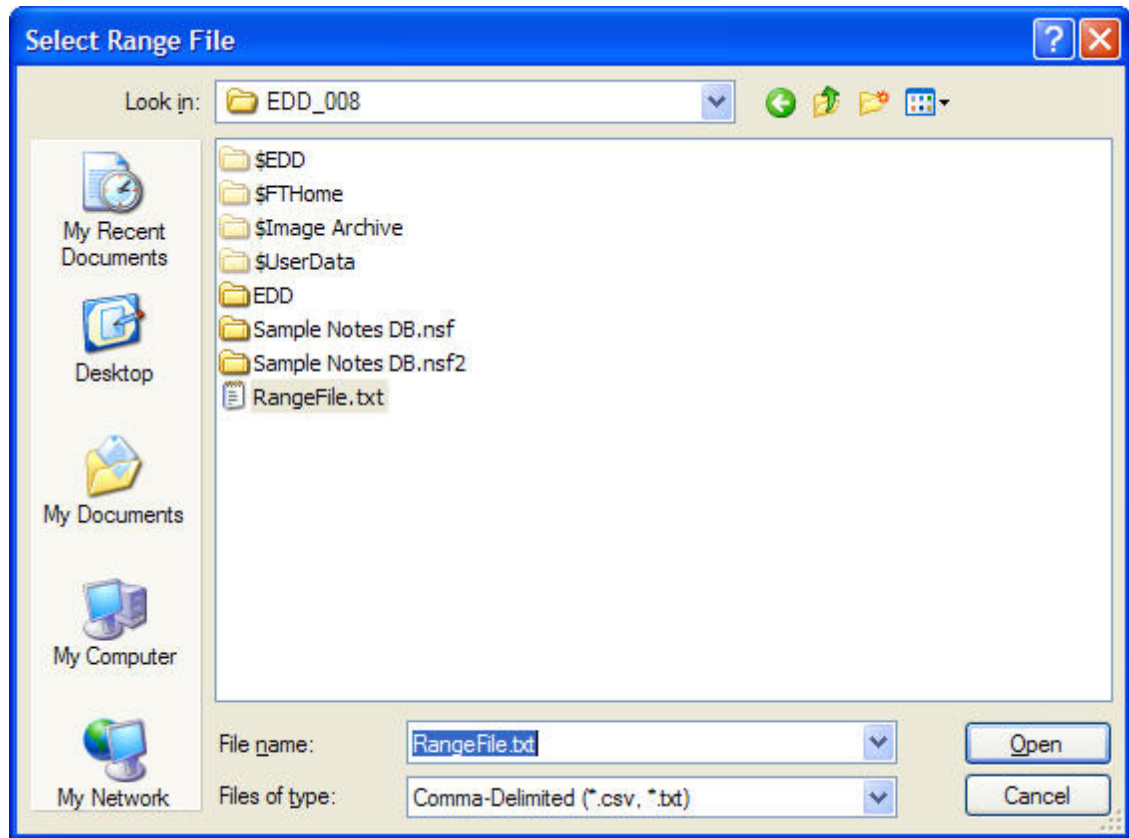 Select Range File
Look in: EDD_008
$EDD
$FTHome
$Image Archive
$UserData
EDD
Sample Notes DB.nsf
Sample Notes DB.nsf2
RangeFile.txt
My Recent
Documents
Desktop
My Documents
My Computer
My Network
File name: RangeFile.txt Open
Files of type: Comma-Delimited (*.csv, *.txt) Cancel